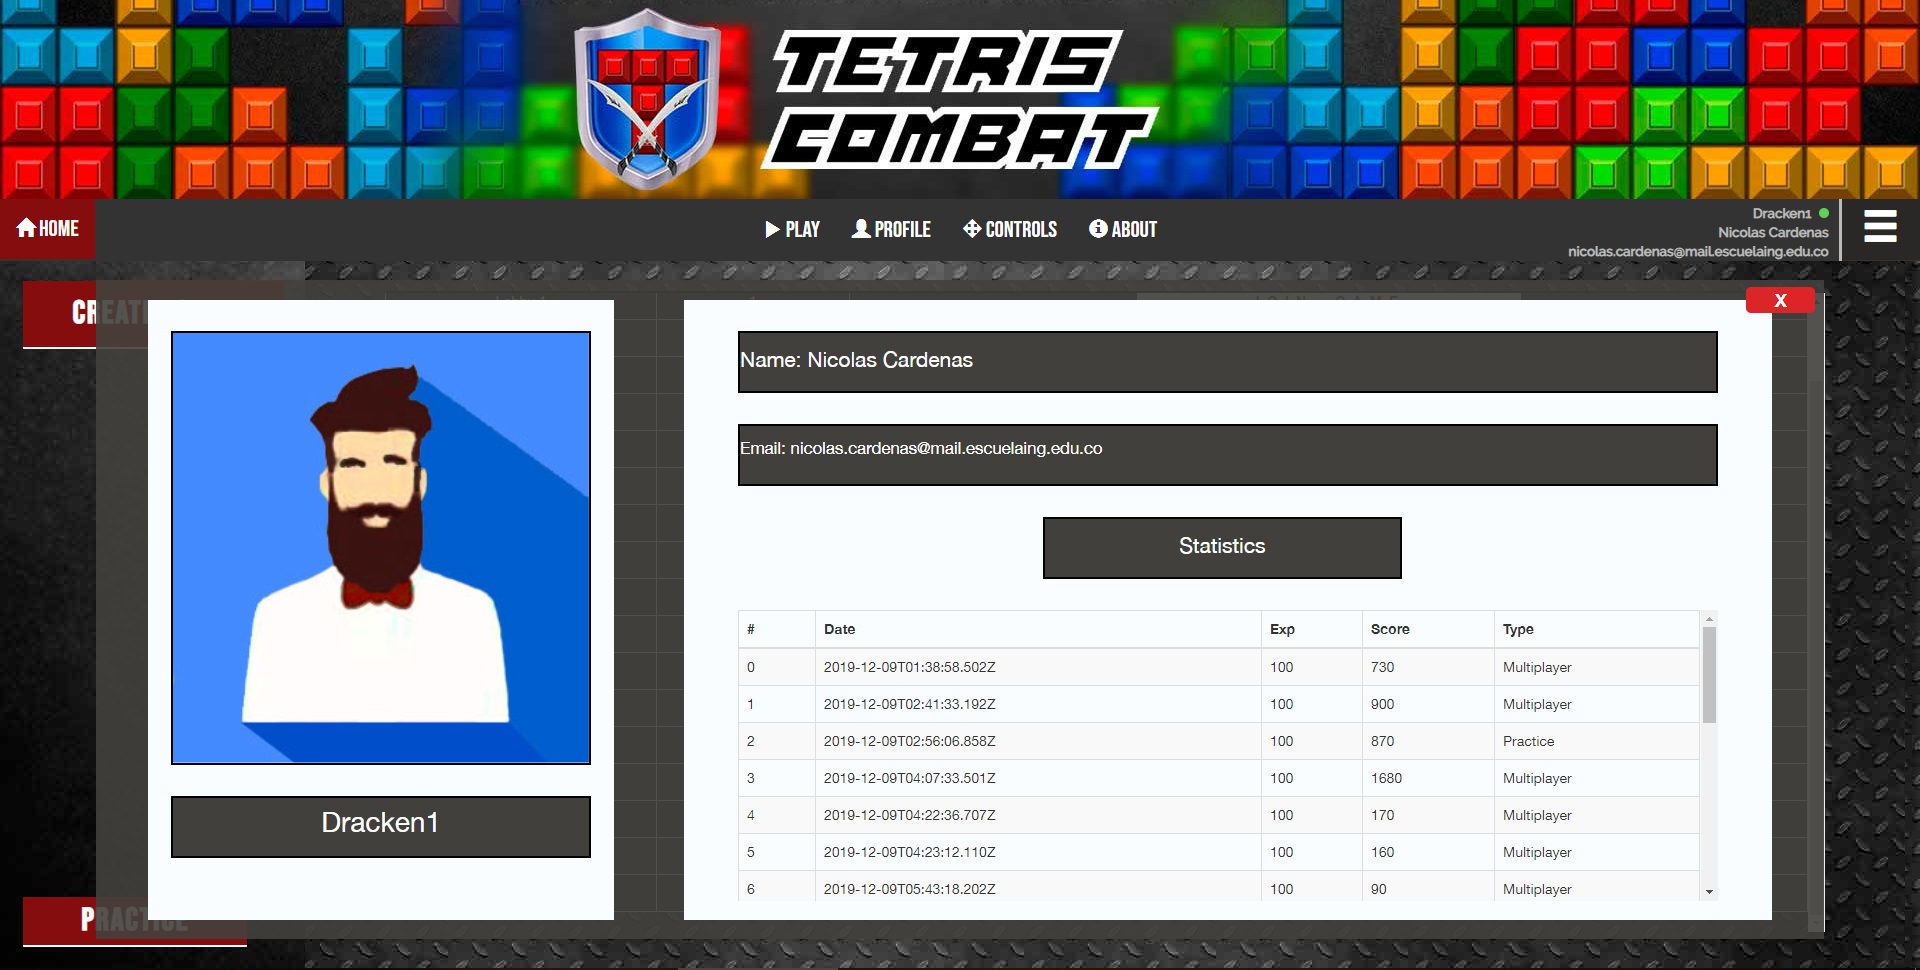 TETRIS
COMBAT
HOME
PLAY
PROFILE
CONTROLS
ABOUT
Dracken1
Nicolas Cardenas
nicolas.cardenas@mail.escuelaing.edu.co
CREATE
X
Name: Nicolas Cardenas
Email: nicolas.cardenas@mail.escuelaing.edu.co
Statistics
# Date Exp Score Type
0 2019-12-09T01:38:58.502Z 100 730 Multiplayer
1 2019-12-09T02:41:33.192Z 100 900 Multiplayer
2 2019-12-09T02:56:06.858Z 100 870 Practice
3 2019-12-09T04:07:33.501Z 100 1680 Multiplayer
4 2019-12-09T04:22:36.707Z 100 170 Multiplayer
5 2019-12-09T04:23:12.110Z 100 160 Multiplayer
6 2019-12-09T05:43:18.202Z 100 90 Multiplayer
Dracken1
PRACTICE